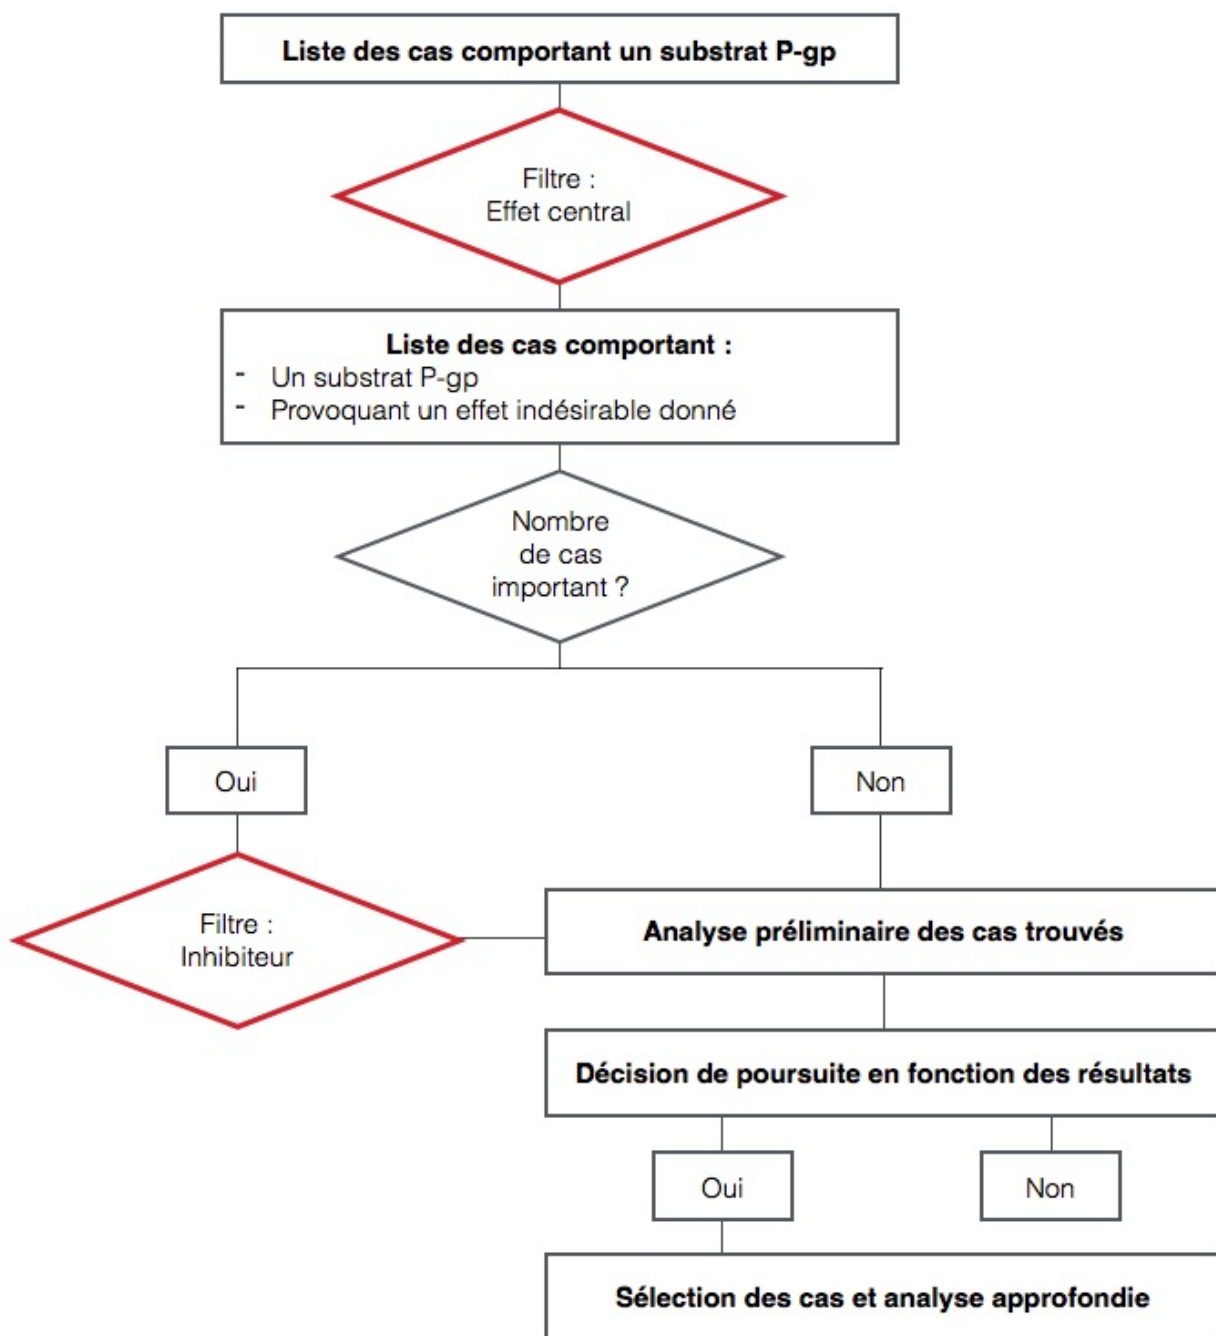 Liste des cas comportant un substrat P-gp
Filtre :
Effet central
Liste des cas comportant :
- Un substrat P-gp
- Provoquant un effet indésirable donné
Nombre
de cas
important ?
Oui
Non
Filtre :
Inhibiteur
Analyse préliminaire des cas trouvés
Décision de poursuite en fonction des résultats
Oui
Non
Sélection des cas et analyse approfondie